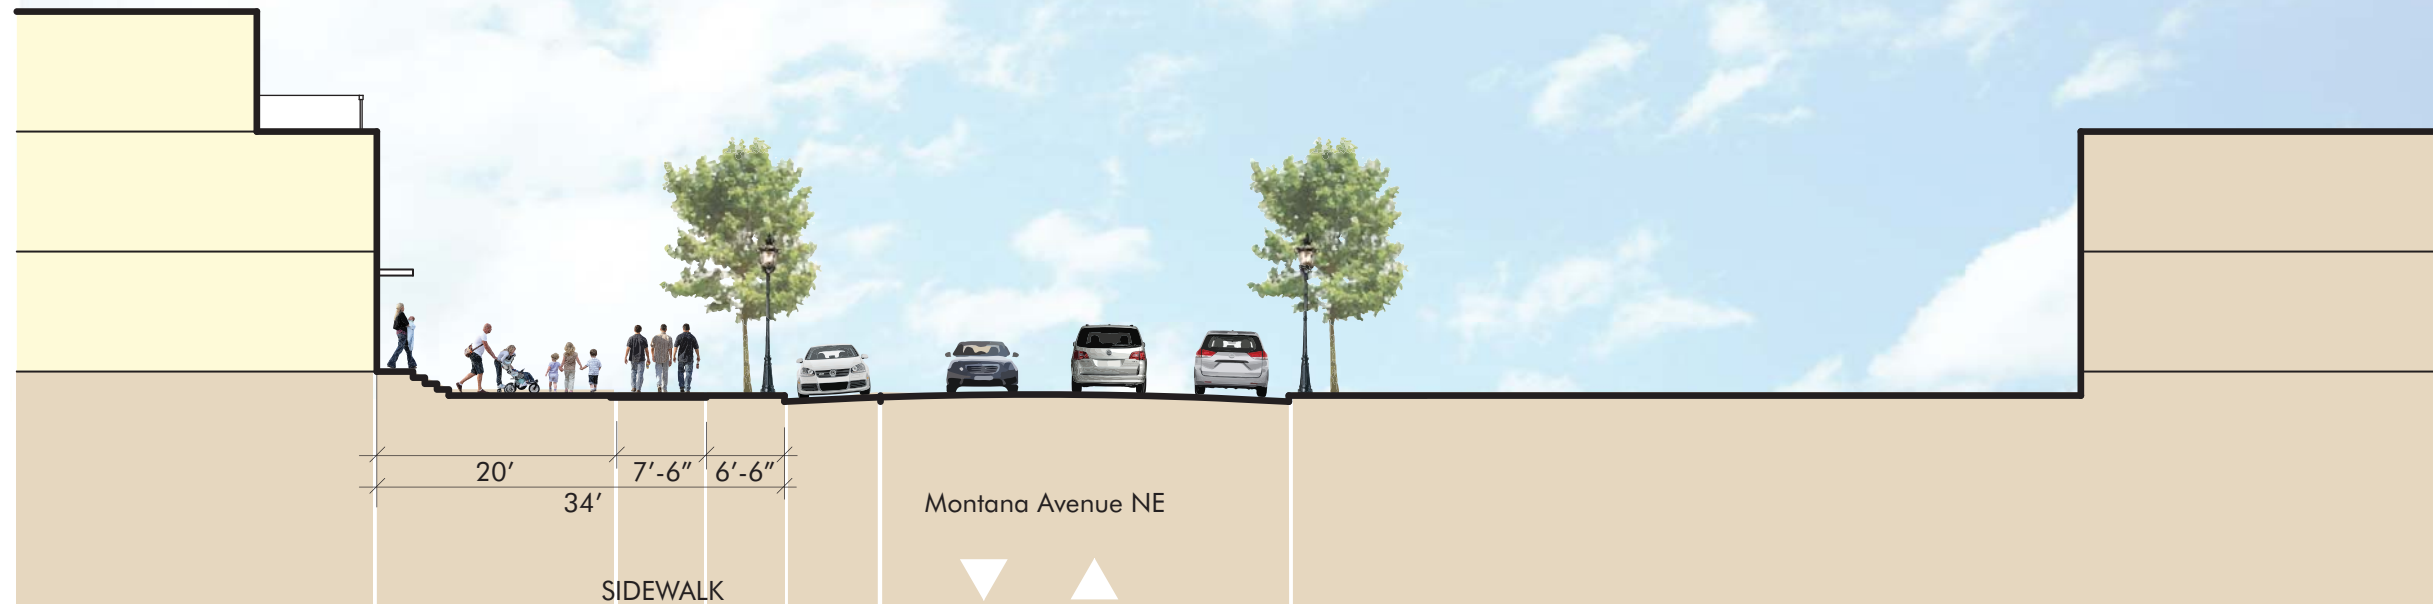 20’ 7’-6” 6’-6”
34’
Montana Avenue NE
SIDEWALK